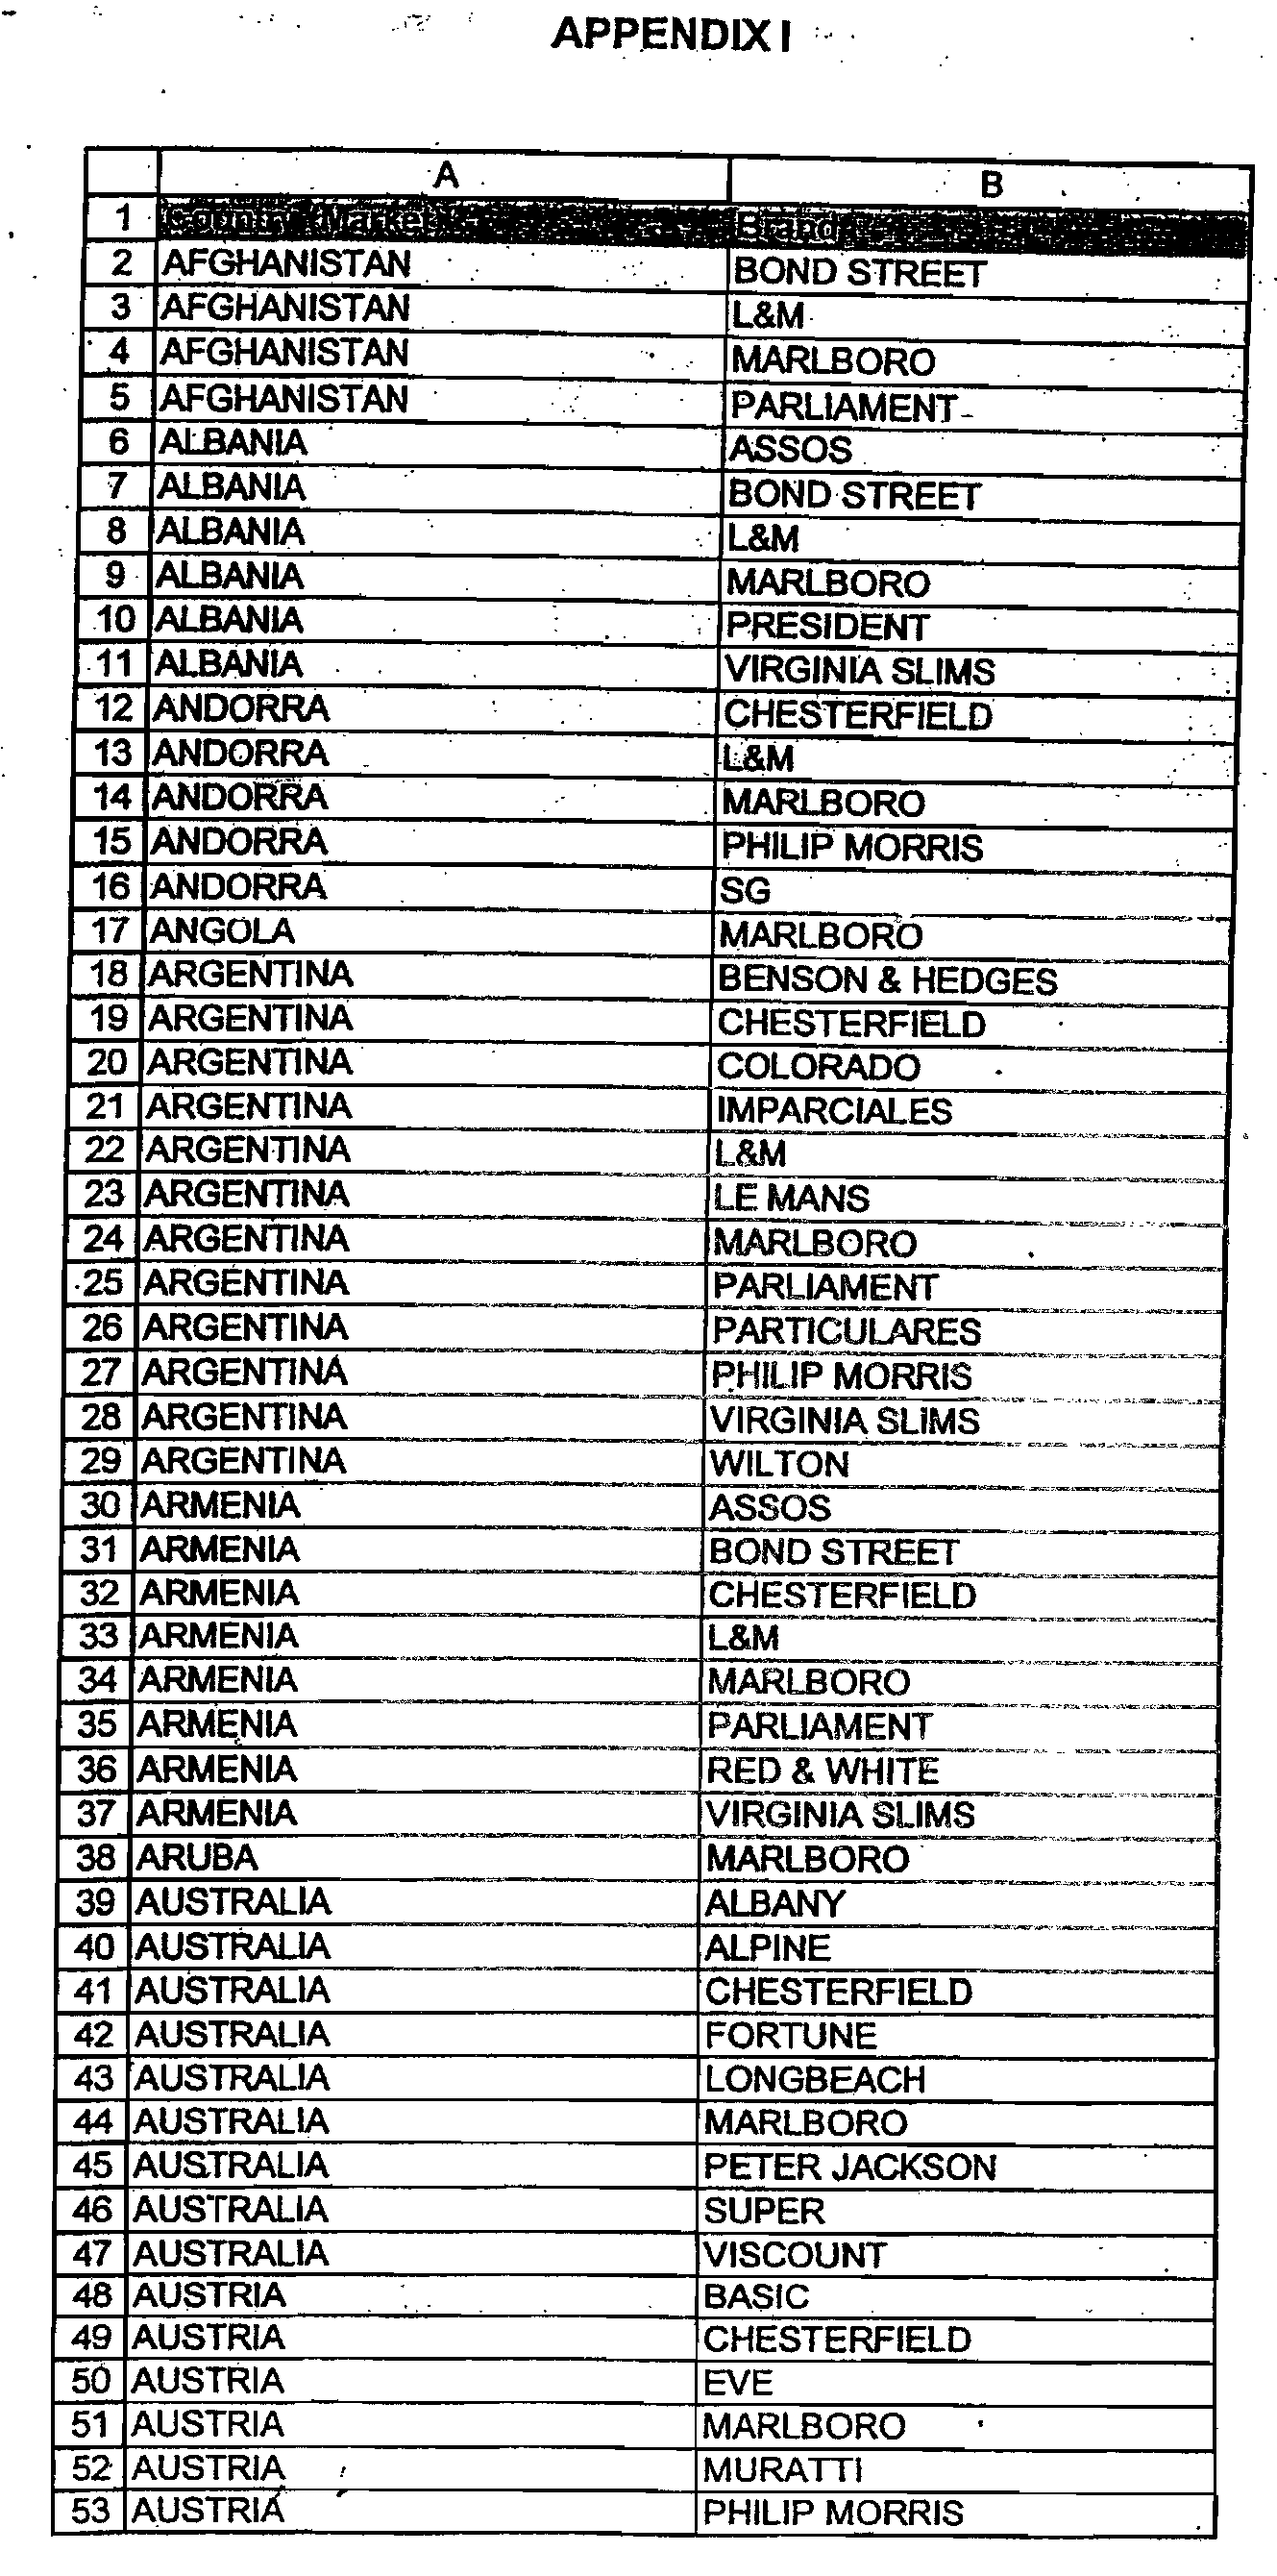 APPENDIX I
A B
1 Country/Market Brand
2 AFGHANISTAN BOND STREET
3 AFGHANISTAN L&M
4 AFGHANISTAN MARLBORO
5 AFGHANISTAN PARLIAMENT
6 ALBANIA ASSOS
7 ALBANIA BOND STREET
8 ALBANIA L&M
9 ALBANIA MARLBORO
10 ALBANIA PRESIDENT
11 ALBANIA VIRGINIA SLIMS
12 ANDORRA CHESTERFIELD
13 ANDORRA L&M
14 ANDORRA MARLBORO
15 ANDORRA PHILIP MORRIS
16 ANDORRA SG
17 ANGOLA MARLBORO
18 ARGENTINA BENSON & HEDGES
19 ARGENTINA CHESTERFIELD
20 ARGENTINA COLORADO
21 ARGENTINA IMPARCIALES
22 ARGENTINA L&M
23 ARGENTINA LE MANS
24 ARGENTINA MARLBORO
25 ARGENTINA PARLIAMENT
26 ARGENTINA PARTICULARES
27 ARGENTINA PHILIP MORRIS
28 ARGENTINA VIRGINIA SLIMS
29 ARGENTINA WILTON
30 ARMENIA ASSOS
31 ARMENIA BOND STREET
32 ARMENIA CHESTERFIELD
33 ARMENIA L&M
34 ARMENIA MARLBORO
35 ARMENIA PARLIAMENT
36 ARMENIA RED & WHITE
37 ARMENIA VIRGINIA SLIMS
38 ARUBA MARLBORO
39 AUSTRALIA ALBANY
40 AUSTRALIA ALPINE
41 AUSTRALIA CHESTERFIELD
42 AUSTRALIA FORTUNE
43 AUSTRALIA LONGBEACH
44 AUSTRALIA MARLBORO
45 AUSTRALIA PETER JACKSON
46 AUSTRALIA SUPER
47 AUSTRALIA VISCOUNT
48 AUSTRIA BASIC
49 AUSTRIA CHESTERFIELD
50 AUSTRIA EVE
51 AUSTRIA MARLBORO
52 AUSTRIA MURATTI
53 AUSTRIA PHILIP MORRIS